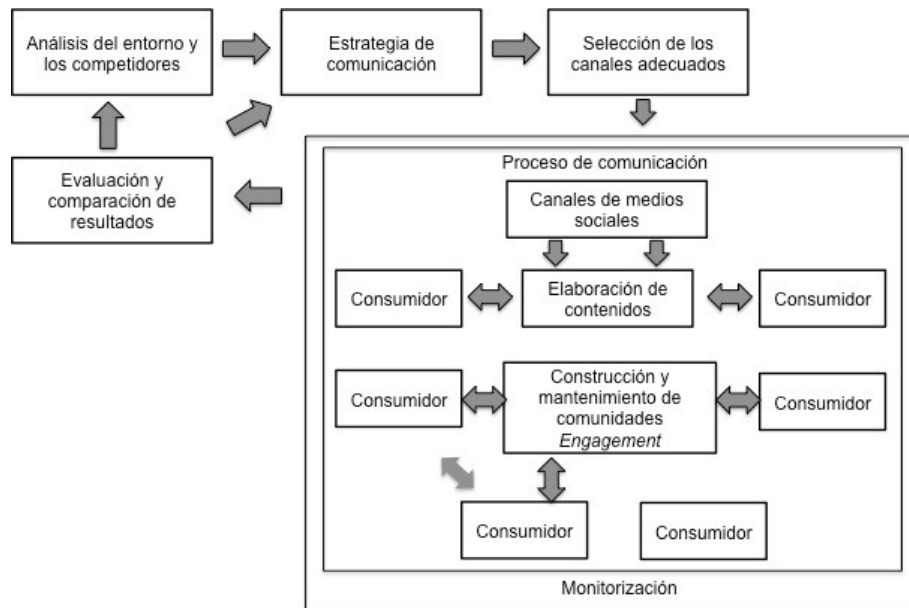 Análisis del entorno y
los competidores
Estrategia de
comunicación
Selección de los
canales adecuados
Evaluación y
comparación de
resultados
Proceso de comunicación
Canales de medios
sociales
Consumidor
Elaboración de
contenidos
Consumidor
Consumidor
Construcción y
mantenimiento de
comunidades
Engagement
Consumidor
Consumidor
Consumidor
Monitorización